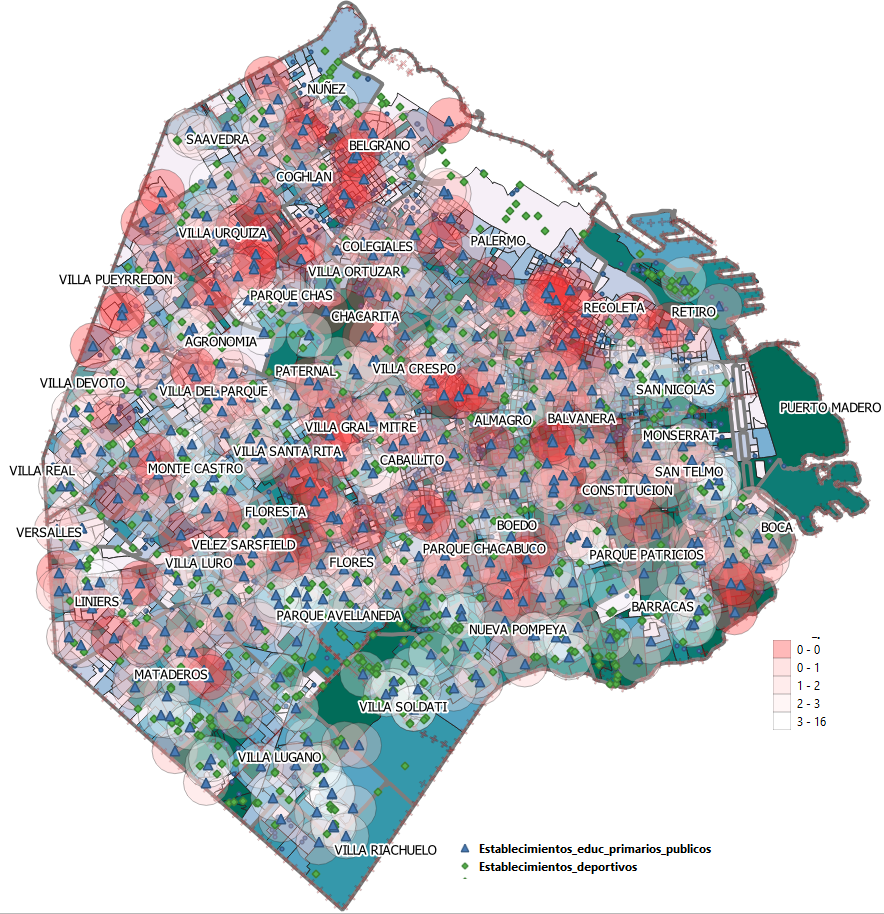 NUÑEZ
SAAVEDRA
BELGRANO
COGHLAN
VILLA URQUIZA
COLEGIALES
PALERMO
VILLA ORTUZAR
VILLA PUEYRREDON
PARQUE CHAS
RECOLETA
RETIRO
CHACARITA
AGRONOMIA
PATERNAL
VILLA CRESPO
VILLA DEVOTO
VILLA DEL PARQUE
SAN NICOLAS
PUERTO MADERO
ALMAGRO
BALVANERA
VILLA GRAL. MITRE
MONSERRAT
VILLA SANTA RITA
CABALLITO
VILLA REAL
MONTE CASTRO
SAN TELMO
CONSTITUCION
FLORESTA
VERSALLES
BOEDO
BOCA
VELEZ SARSFIELD
PARQUE CHACABUCO
PARQUE PATRICIOS
VILLA LURO
FLORES
LINIERS
BARRACAS
PARQUE AVELLANEDA
NUEVA POMPEYA
0 - 0
0 - 1
MATADEROS
1 - 2
2 - 3
VILLA SOLDATI
3 - 16
VILLA LUGANO
VILLA RIACHUELO
Establecimientos_educ_primarios_publicos
Establecimientos_deportivos